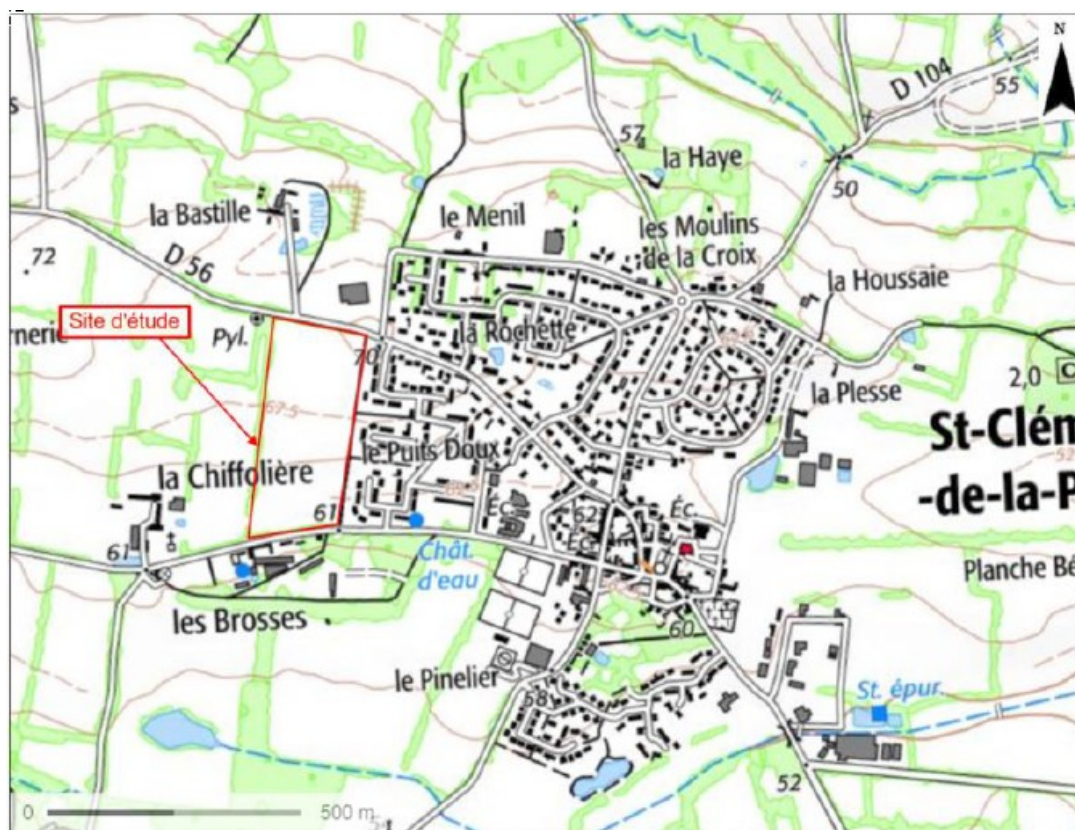 N
D 104
55
57
la Haye
50
la Bastille
le Menil
les Moulins
de la Croix
D 56
72
la Houssaie
Site d'étude
Pyl.
70
la Rochette
2,0
C
la Plesse
67.5
St-Clém
-de-la-P
le Puits Doux
la Chiffolière
61
Éc.
62
Éc.
61
Chât.
d'eau
Planche Bé
les Brosses
60
le Pinelier
St. épur.
58
52
0
500 m